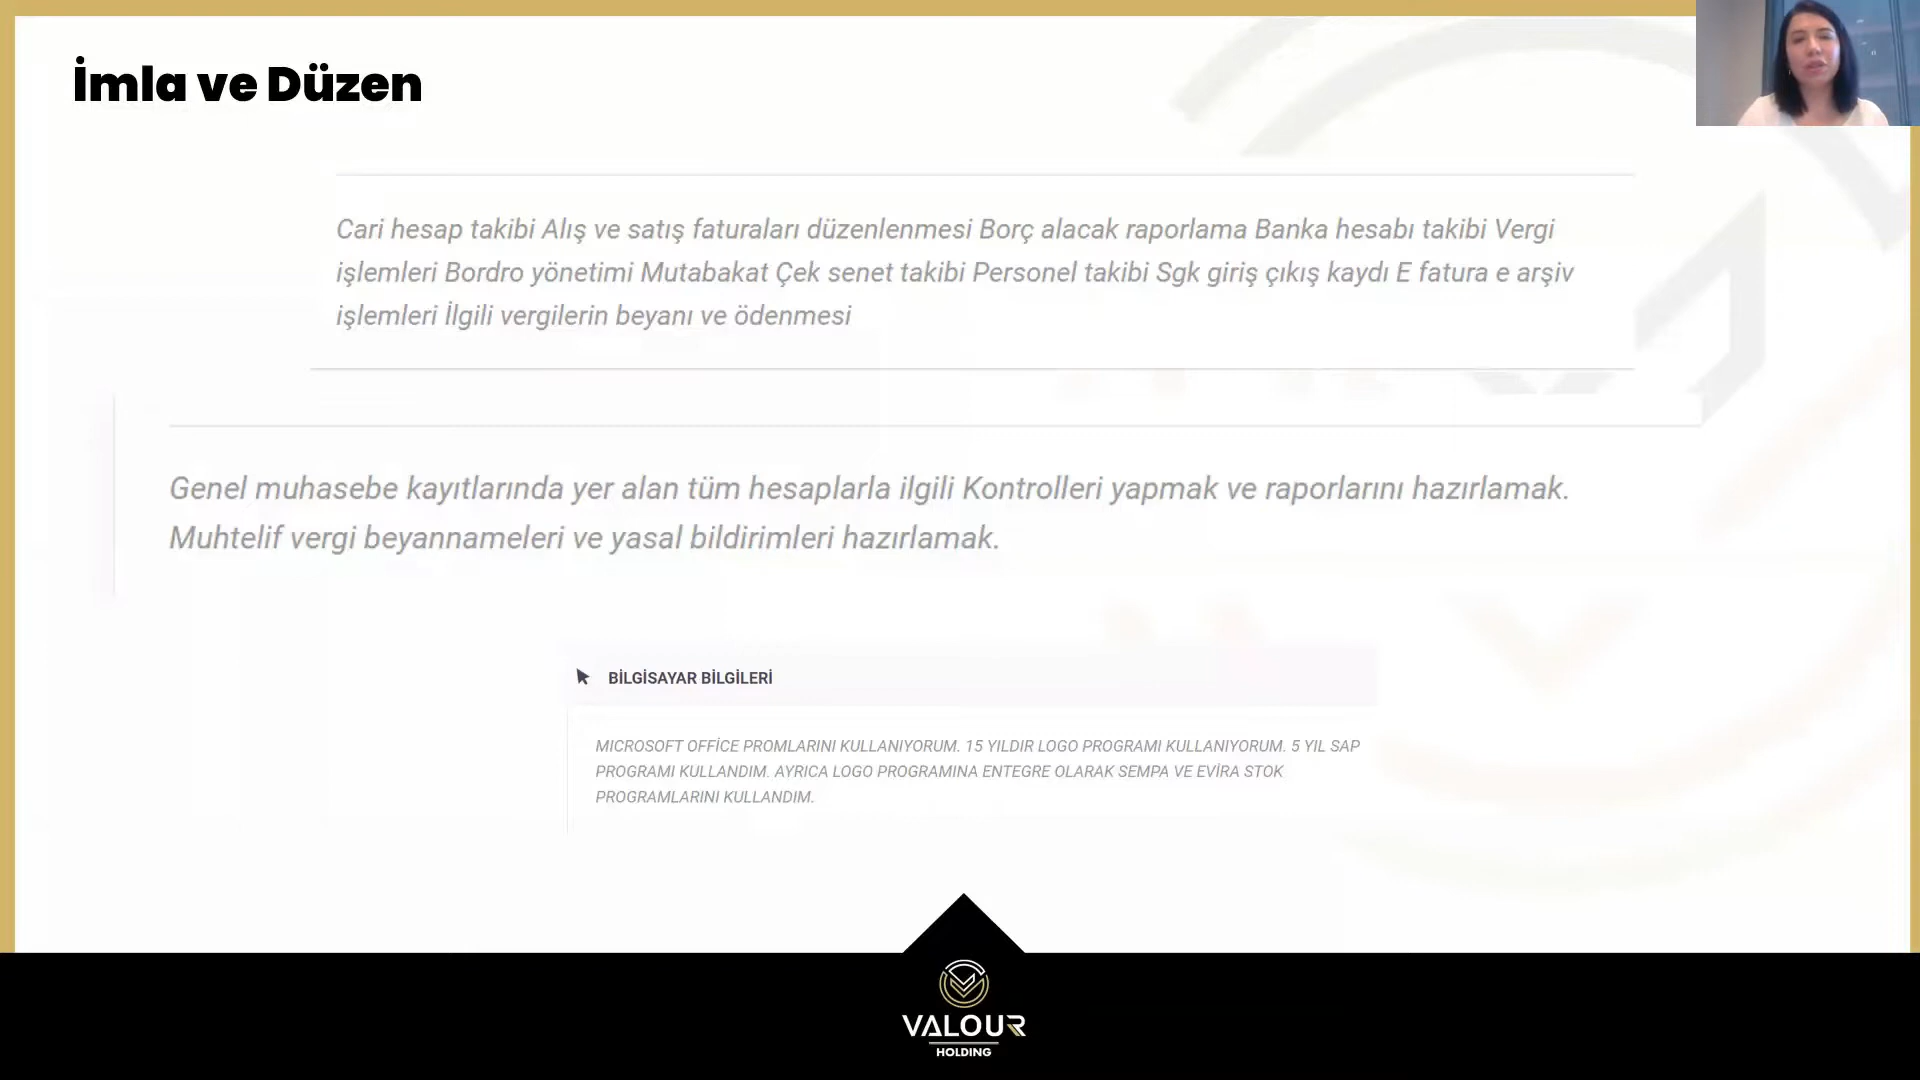 İmla ve Düzen
Cari hesap takibi Alış ve satış faturaları düzenlenmesi Borç alacak raporlama Banka hesabı takibi Vergi
işlemleri Bordro yönetimi Mutabakat Çek senet takibi Personel takibi Sgk giriş çıkış kaydı E fatura e arşiv
işlemleri İlgili vergilerin beyanı ve ödenmesi
Genel muhasebe kayıtlarında yer alan tüm hesaplarla ilgili Kontrolleri yapmak ve raporlarını hazırlamak.
Muhtelif vergi beyannameleri ve yasal bildirimleri hazırlamak.
BİLGİSAYAR BİLGİLERİ
MICROSOFT OFFİCE PROMLARINI KULLANIYORUM. 15 YILDIR LOGO PROGRAMI KULLANIYORUM. 5 YIL SAP
PROGRAMI KULLANDIM. AYRICA LOGO PROGRAMINA ENTEGRE OLARAK SEMPA VE EVİRA STOK
PROGRAMLARINI KULLANDIM.
VALOUR
HOLDING